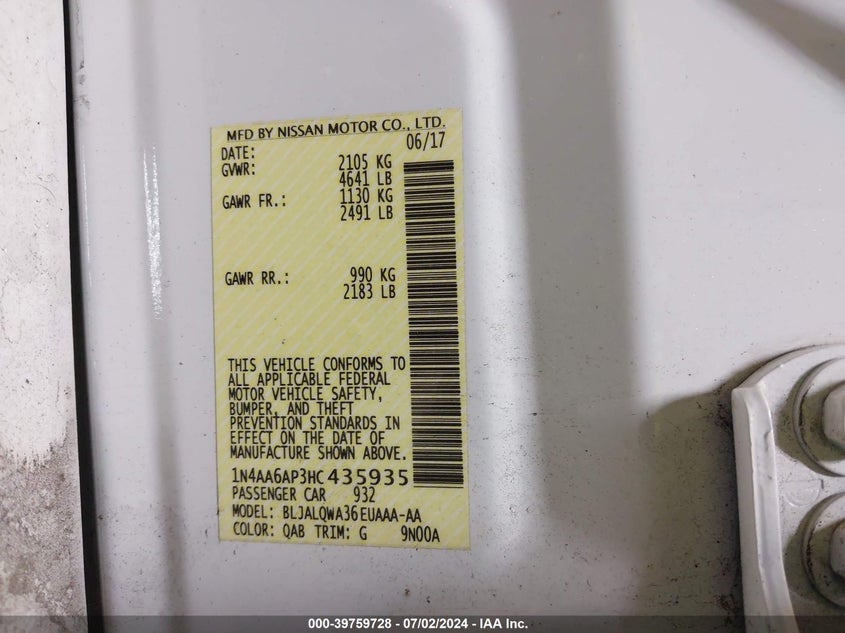 MFD BY NISSAN MOTOR CO., LTD.
DATE: 06/17
GVWR: 2105 KG
4641 LB
GAWR FR.: 1130 KG
2491 LB
GAWR RR.: 990 KG
2183 LB
THIS VEHICLE CONFORMS TO
ALL APPLICABLE FEDERAL
MOTOR VEHICLE SAFETY,
BUMPER, AND THEFT
PREVENTION STANDARDS IN
EFFECT ON THE DATE OF
MANUFACTURE SHOWN ABOVE.
1N4AA6AP3HC435935
PASSENGER CAR 932
MODEL: BLJALQWA36EUAAA-AA
COLOR: QAB TRIM: G 9N00A
000-39759728 - 07/02/2024 - IAA Inc.